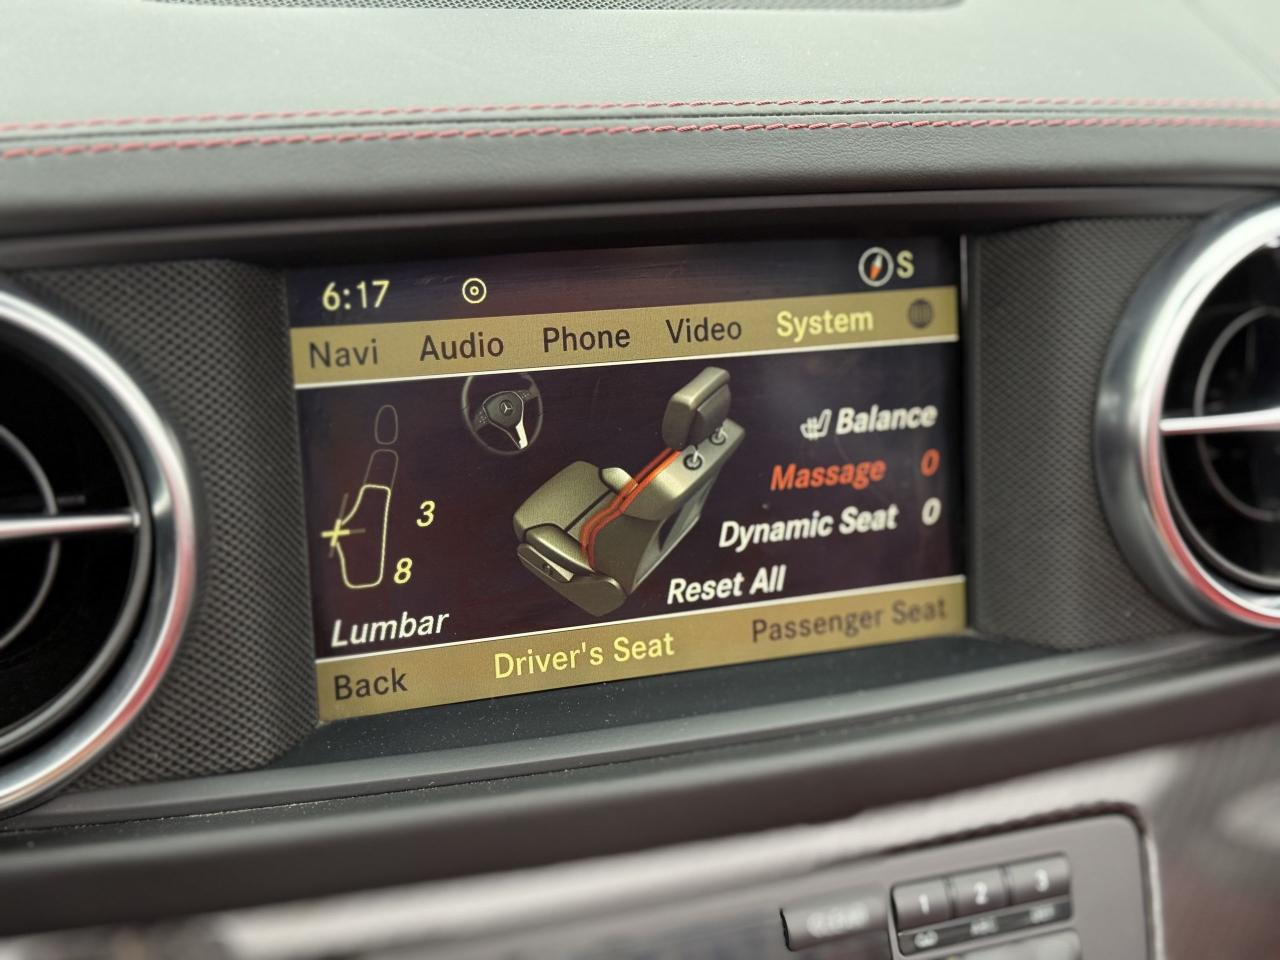 6:17 S
Navi Audio Phone Video System
Balance
3 Massage 0
8 Dynamic Seat 0
Lumbar Reset All
Back Driver's Seat Passenger Seat
1 2 3